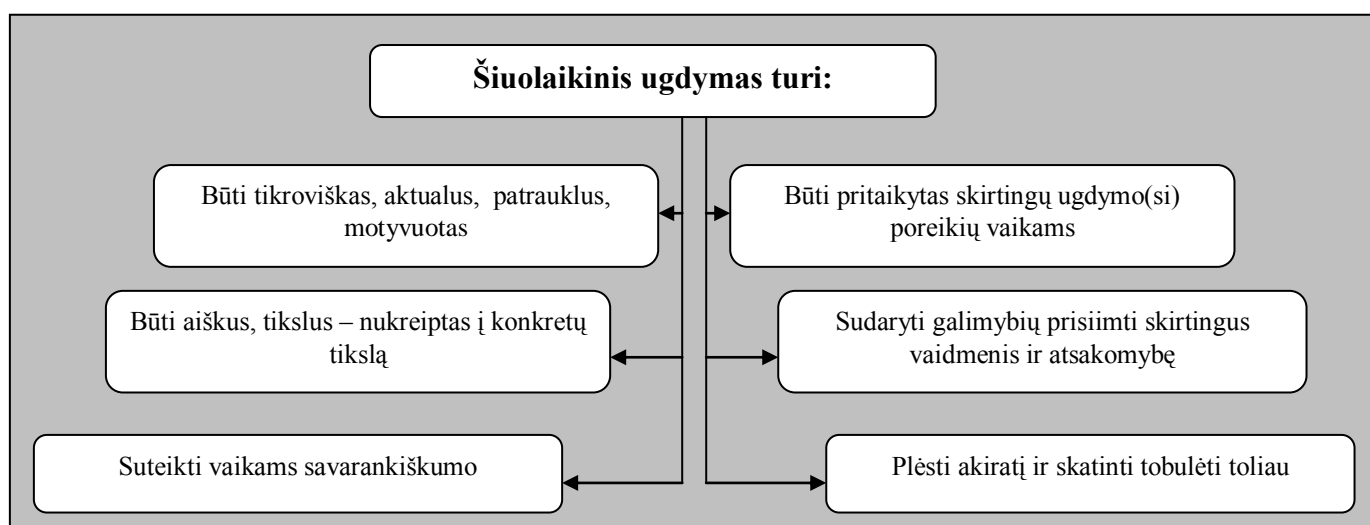 Šiuolaikinis ugdymas turi:
Būti tikroviškas, aktualus, patrauklus,
motyvuotas
Būti pritaikytas skirtingų ugdymo(si)
poreikių vaikams
Būti aiškus, tikslus – nukreiptas į konkretų
tikslą
Sudaryti galimybių prisiimti skirtingus
vaidmenis ir atsakomybę
Suteikti vaikams savarankiškumo
Plėsti akiratį ir skatinti tobulėti toliau